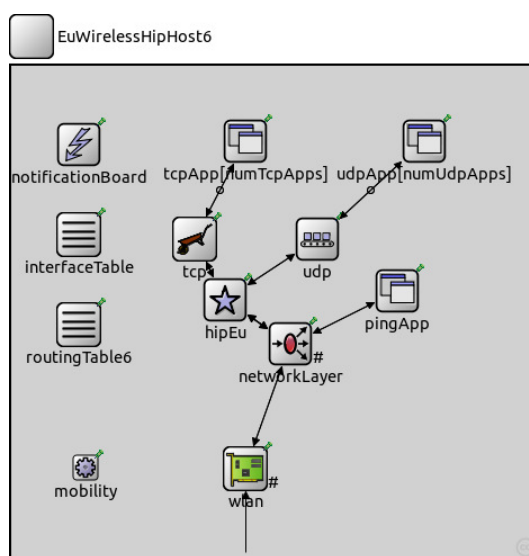 EuWirelessHipHost6
notificationBoard
tcpApp[numTcpApps]
udpApp[numUdpApps]
interfaceTable
tcp
udp
hipEu
pingApp
routingTable6
networkLayer
#
mobility
wlan
#